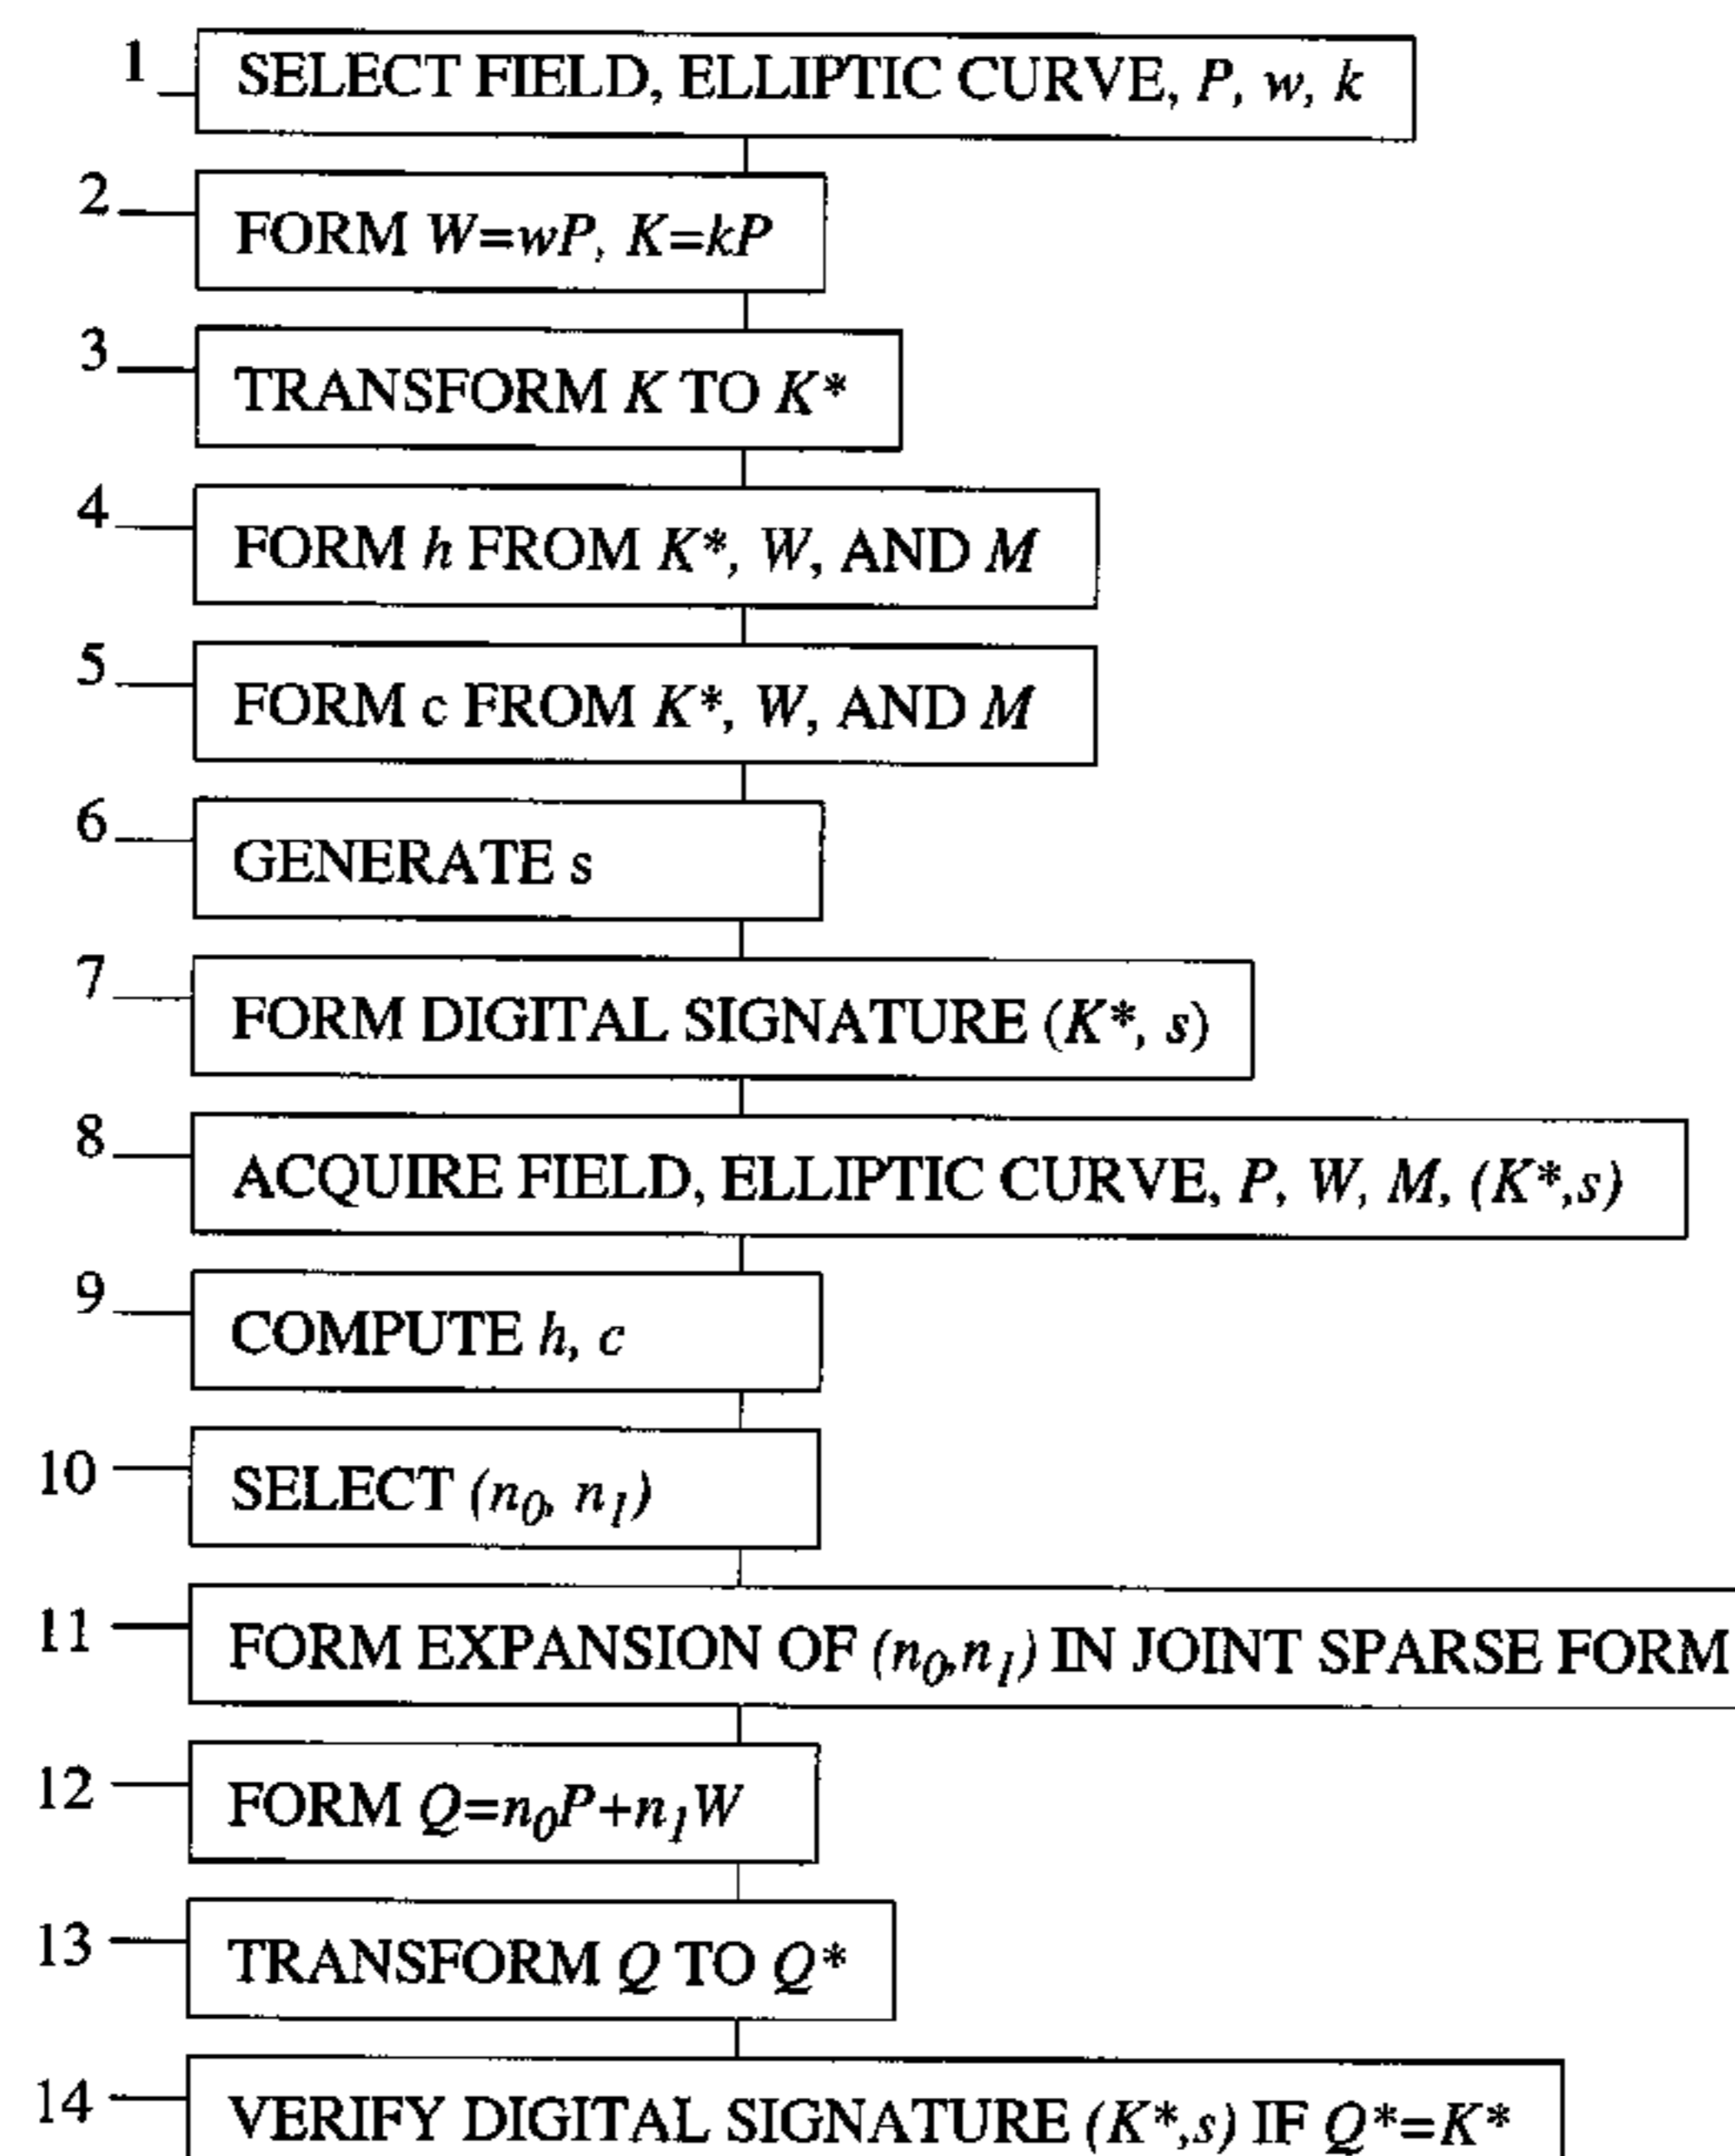 1 SELECT FIELD, ELLIPTIC CURVE, P, w, k
2 FORM W=wP, K=kP
3 TRANSFORM K TO K*
4 FORM h FROM K*, W, AND M
5 FORM c FROM K*, W, AND M
6 GENERATE s
7 FORM DIGITAL SIGNATURE (K*, s)
8 ACQUIRE FIELD, ELLIPTIC CURVE, P, W, M, (K*,s)
9 COMPUTE h, c
10 SELECT (n0, n1)
11 FORM EXPANSION OF (n0,n1) IN JOINT SPARSE FORM
12 FORM Q=n0P+n1W
13 TRANSFORM Q TO Q*
14 VERIFY DIGITAL SIGNATURE (K*,s) IF Q*=K*